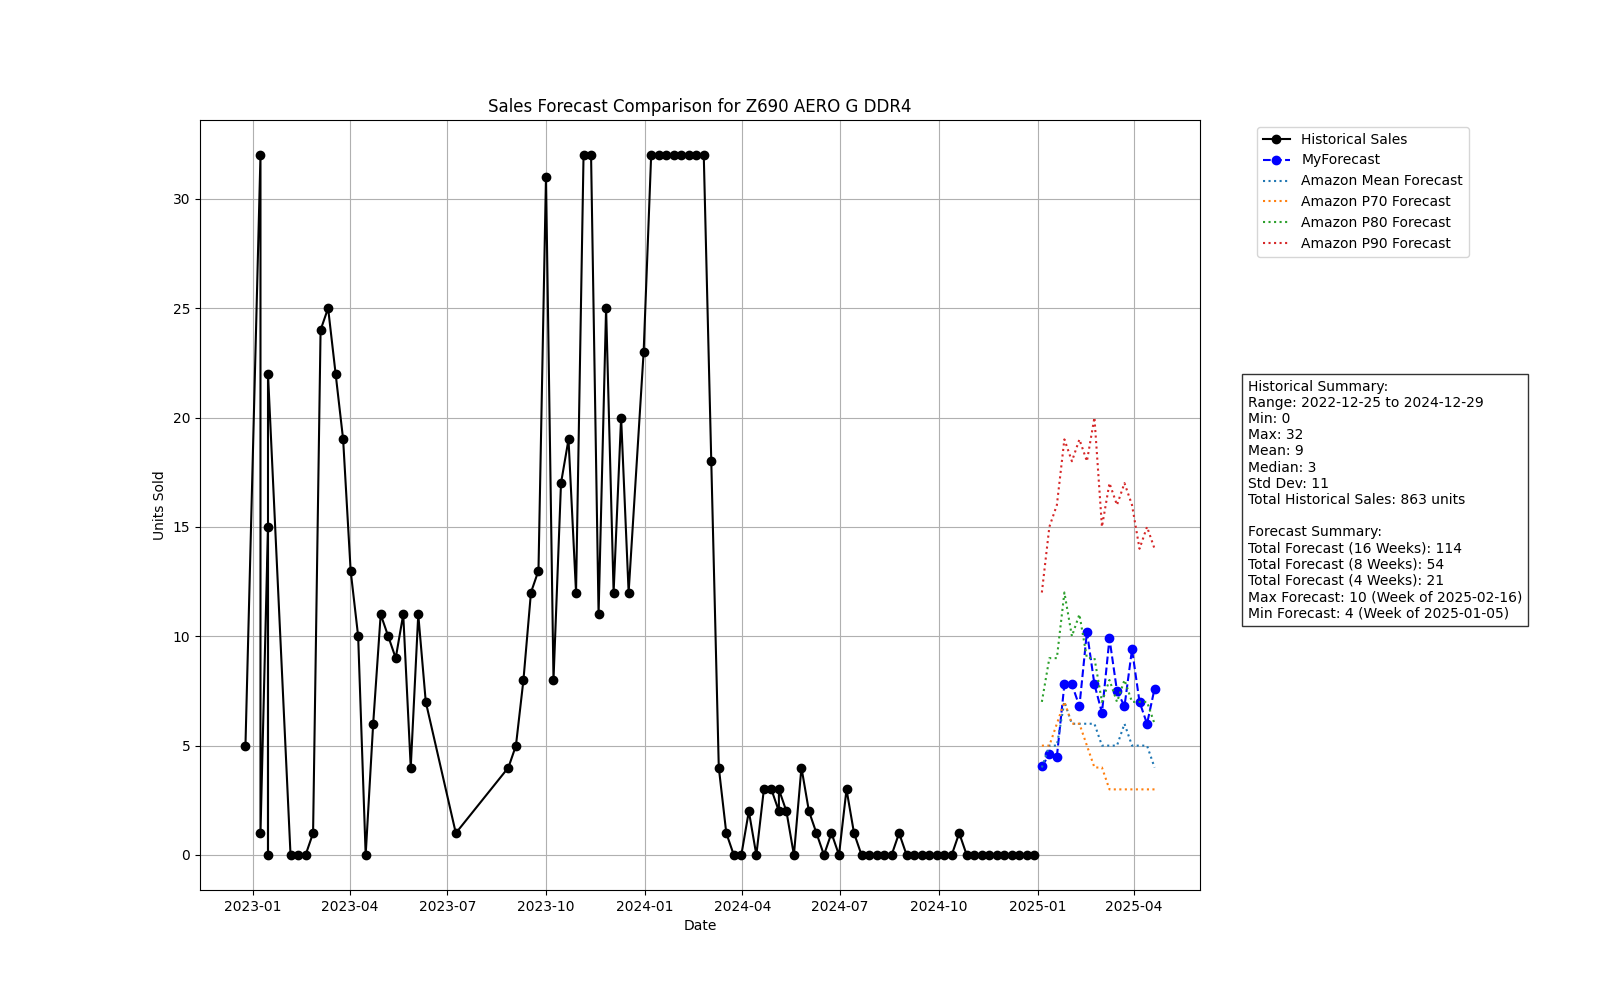 Sales Forecast Comparison for Z690 AERO G DDR4
Units Sold
30
25
20
15
10
5
0
2023-01
2023-04
2023-07
2023-10
2024-01
2024-04
2024-07
2024-10
2025-01
2025-04
Date
Historical Sales
MyForecast
Amazon Mean Forecast
Amazon P70 Forecast
Amazon P80 Forecast
Amazon P90 Forecast
Historical Summary:
Range: 2022-12-25 to 2024-12-29
Min: 0
Max: 32
Mean: 9
Median: 3
Std Dev: 11
Total Historical Sales: 863 units
Forecast Summary:
Total Forecast (16 Weeks): 114
Total Forecast (8 Weeks): 54
Total Forecast (4 Weeks): 21
Max Forecast: 10 (Week of 2025-02-16)
Min Forecast: 4 (Week of 2025-01-05)